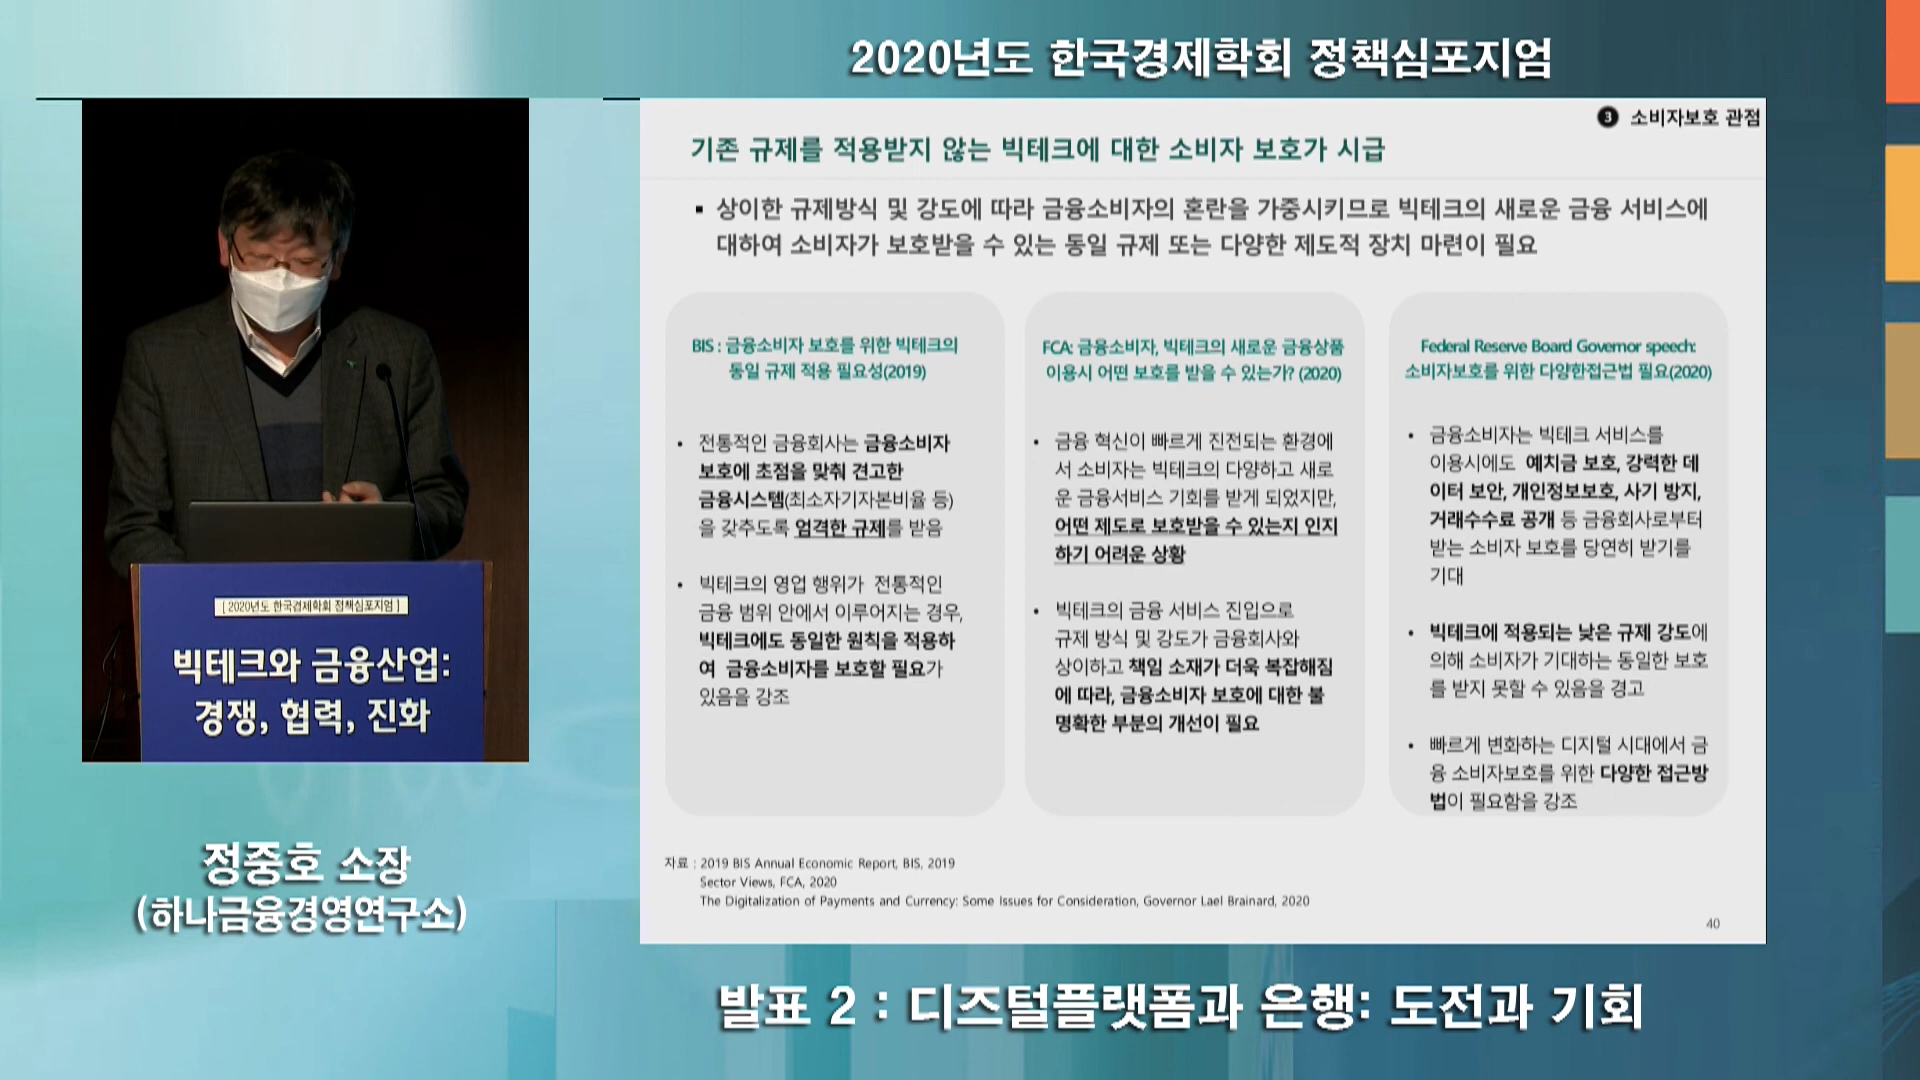 2020년도 한국경제학회 정책심포지엄
❸ 소비자보호 관점
기존 규제를 적용받지 않는 빅테크에 대한 소비자 보호가 시급
▪ 상이한 규제방식 및 강도에 따라 금융소비자의 혼란을 가중시키므로 빅테크의 새로운 금융 서비스에
대하여 소비자가 보호받을 수 있는 동일 규제 또는 다양한 제도적 장치 마련이 필요
BIS : 금융소비자 보호를 위한 빅테크의
동일 규제 적용 필요성(2019)
• 전통적인 금융회사는 금융소비자
보호에 초점을 맞춰 견고한
금융시스템(최소자기자본비율 등)
을 갖추도록 엄격한 규제를 받음
• 빅테크의 영업 행위가 전통적인
금융 범위 안에서 이루어지는 경우,
빅테크에도 동일한 원칙을 적용하
여 금융소비자를 보호할 필요가
있음을 강조
FCA: 금융소비자, 빅테크의 새로운 금융상품
이용시 어떤 보호를 받을 수 있는가? (2020)
• 금융 혁신이 빠르게 진전되는 환경에
서 소비자는 빅테크의 다양하고 새로
운 금융서비스 기회를 받게 되었지만,
어떤 제도로 보호받을 수 있는지 인지
하기 어려운 상황
• 빅테크의 금융 서비스 진입으로
규제 방식 및 강도가 금융회사와
상이하고 책임 소재가 더욱 복잡해짐
에 따라, 금융소비자 보호에 대한 불
명확한 부분의 개선이 필요
Federal Reserve Board Governor speech:
소비자보호를 위한 다양한접근법 필요(2020)
• 금융소비자는 빅테크 서비스를
이용시에도 예치금 보호, 강력한 데
이터 보안, 개인정보보호, 사기 방지,
거래수수료 공개 등 금융회사로부터
받는 소비자 보호를 당연히 받기를
기대
• 빅테크에 적용되는 낮은 규제 강도에
의해 소비자가 기대하는 동일한 보호
를 받지 못할 수 있음을 경고
• 빠르게 변화하는 디지털 시대에서 금
융 소비자보호를 위한 다양한 접근방
법이 필요함을 강조
자료 : 2019 BIS Annual Economic Report, BIS, 2019
Sector Views, FCA, 2020
The Digitalization of Payments and Currency: Some Issues for Consideration, Governor Lael Brainard, 2020
40
[ 2020년도 한국경제학회 정책심포지엄 ]
빅테크와 금융산업:
경쟁, 협력, 진화
정중호 소장
(하나금융경영연구소)
발표 2 : 디즈털플랫폼과 은행: 도전과 기회